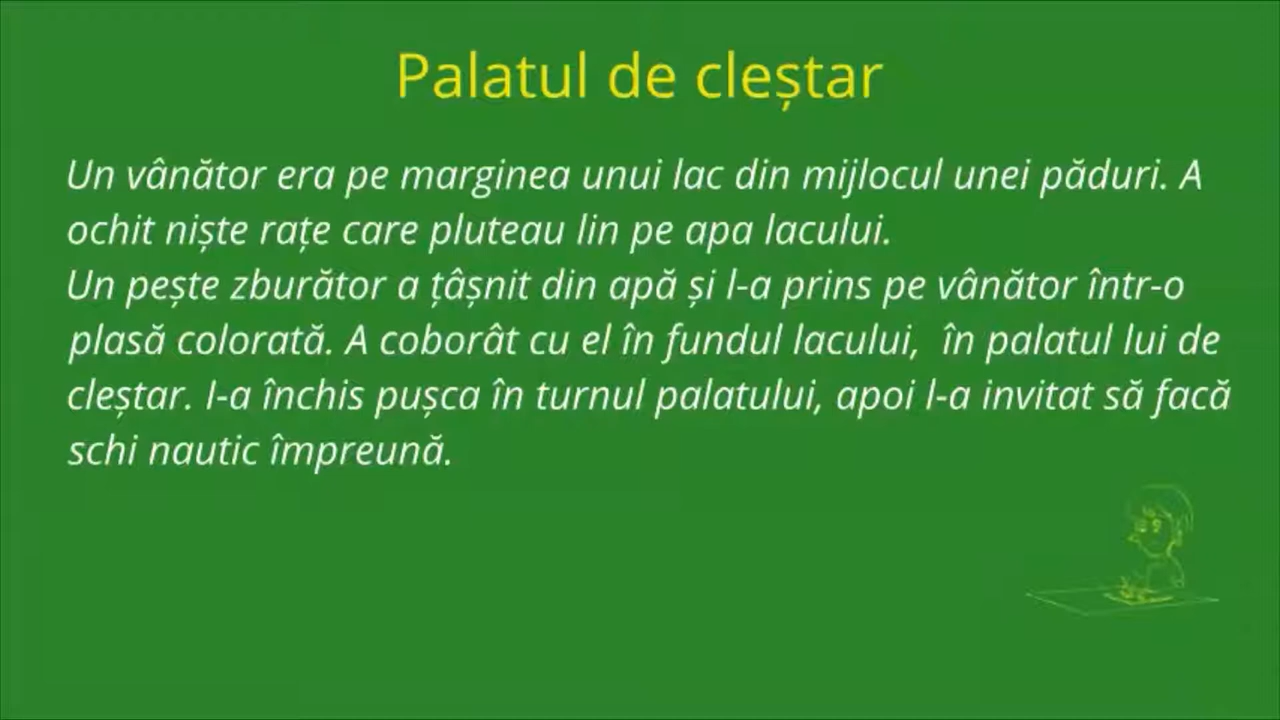 Palatul de cleștar
Un vânător era pe marginea unui lac din mijlocul unei păduri. A
ochit niște rațe care pluteau lin pe apa lacului.
Un pește zburător a țâșnit din apă și l-a prins pe vânător într-o
plasă colorată. A coborât cu el în fundul lacului,  în palatul lui de
cleștar. I-a închis pușca în turnul palatului, apoi l-a invitat să facă
schi nautic împreună.